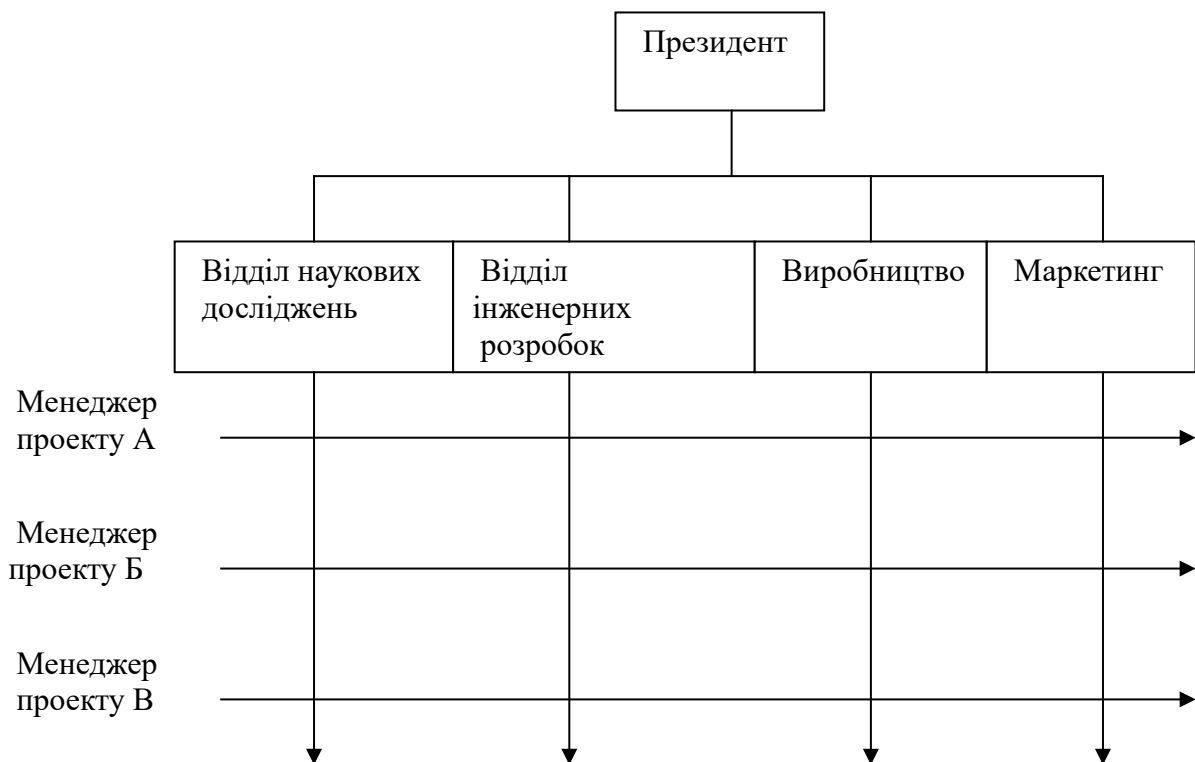 Президент
Відділ наукових
досліджень
Відділ
інженерних
розробок
Виробництво
Маркетинг
Менеджер
проекту А
Менеджер
проекту Б
Менеджер
проекту В